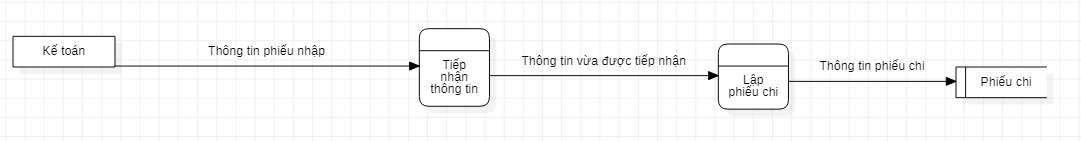 Kế toán
Thông tin phiếu nhập
Tiếp
nhận
thông tin
Thông tin vừa được tiếp nhận
Lập
phiếu chi
Thông tin phiếu chi
Phiếu chi